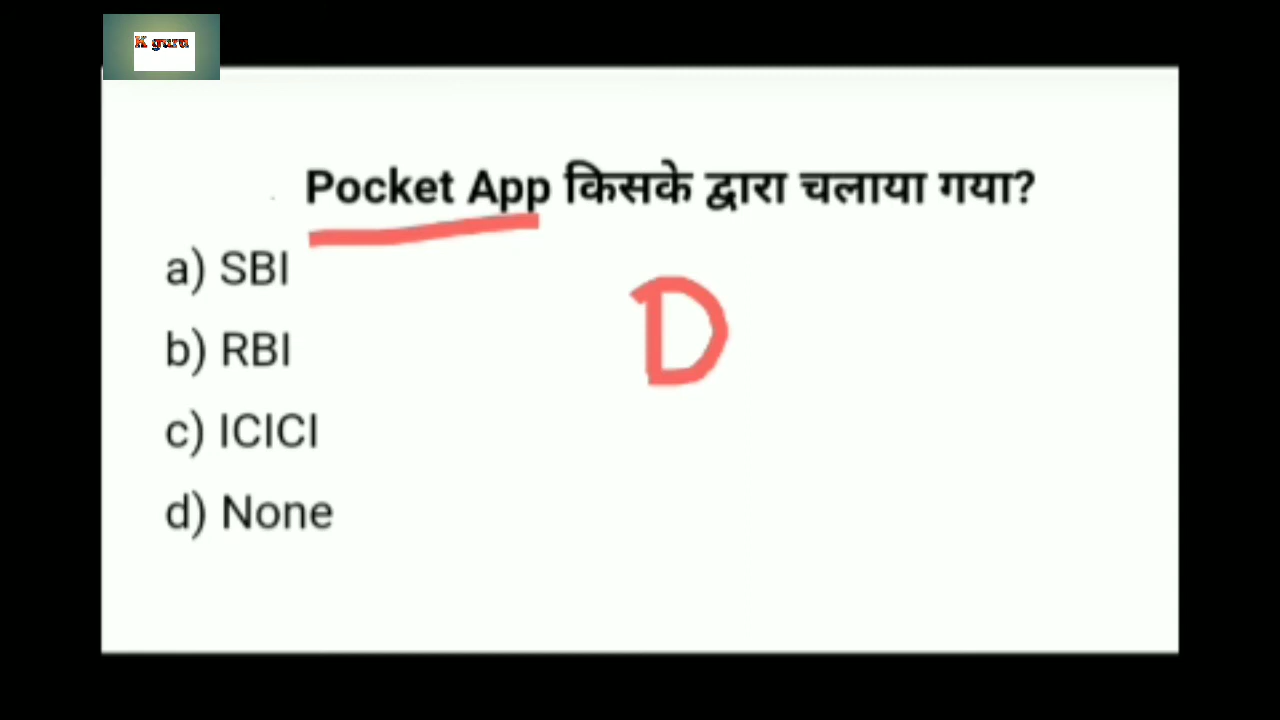 K guru
Pocket App किसके द्वारा चलाया गया?
a) SBI
D
b) RBI
c) ICICI
d) None